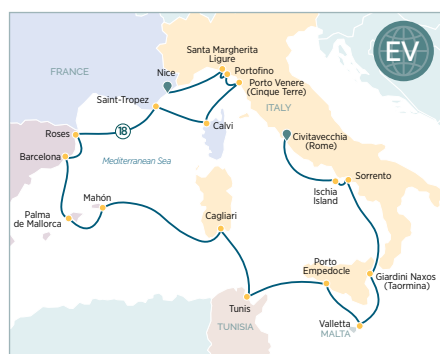 EV
FRANCE
Nice
Santa Margherita
Ligure
Portofino
Porto Venere
(Cinque Terre)
Saint-Tropez
ITALY
Roses
18
Calvi
Civitavecchia
(Rome)
Barcelona
Mediterranean Sea
Sorrento
Ischia
Island
Mahón
Palma
de Mallorca
Cagliari
Porto
Empedocle
Giardini Naxos
(Taormina)
Tunis
Valletta
TUNISIA
MALTA